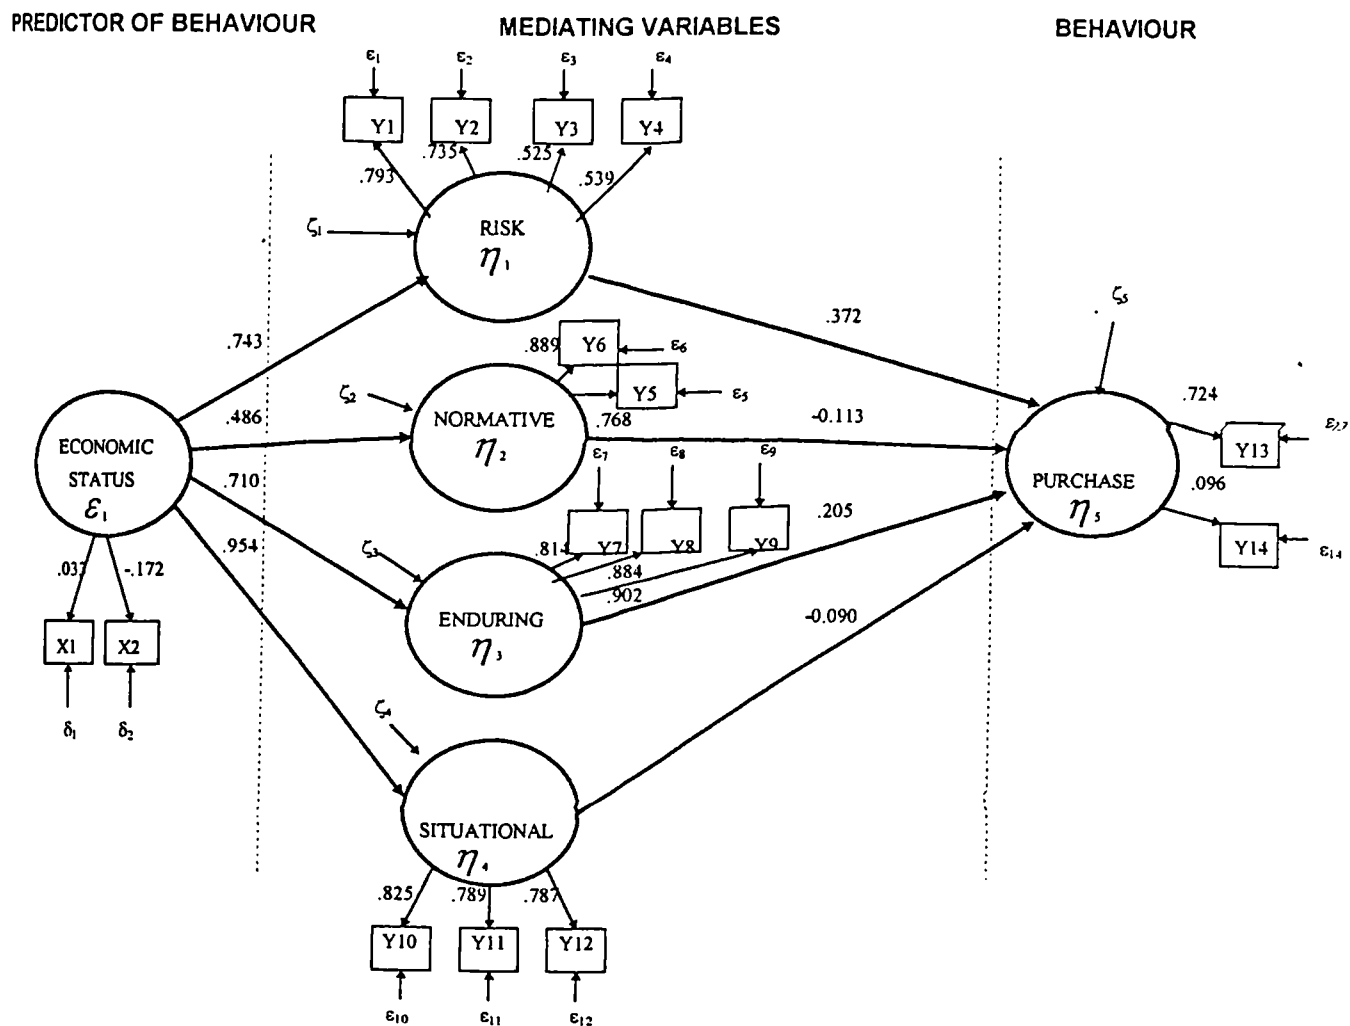 PREDICTOR OF BEHAVIOUR MEDIATING VARIABLES BEHAVIOUR
ε1 ε2 ε3 ε4
Y1 Y2 Y3 Y4
.793 .735 .525 .539
ζ1
RISK
η1
.743
.372
ζ5
.889 Y6 ε6
Y5 ε5
.768
ζ2
NORMATIVE
η2
.486
-0.113
.724
Y13
.096
Y14 ε14
ECONOMIC
STATUS
ε1
.710
.954
PURCHASE
η5
ε7 ε8 ε9
Y7 Y8 Y9
.814 .884
.902
.205
ζ3
ENDURING
η3
-0.090
-.172
X1 X2
δ1 δ2
ζ4
SITUATIONAL
η4
.825 .789 .787
Y10 Y11 Y12
ε10 ε11 ε12